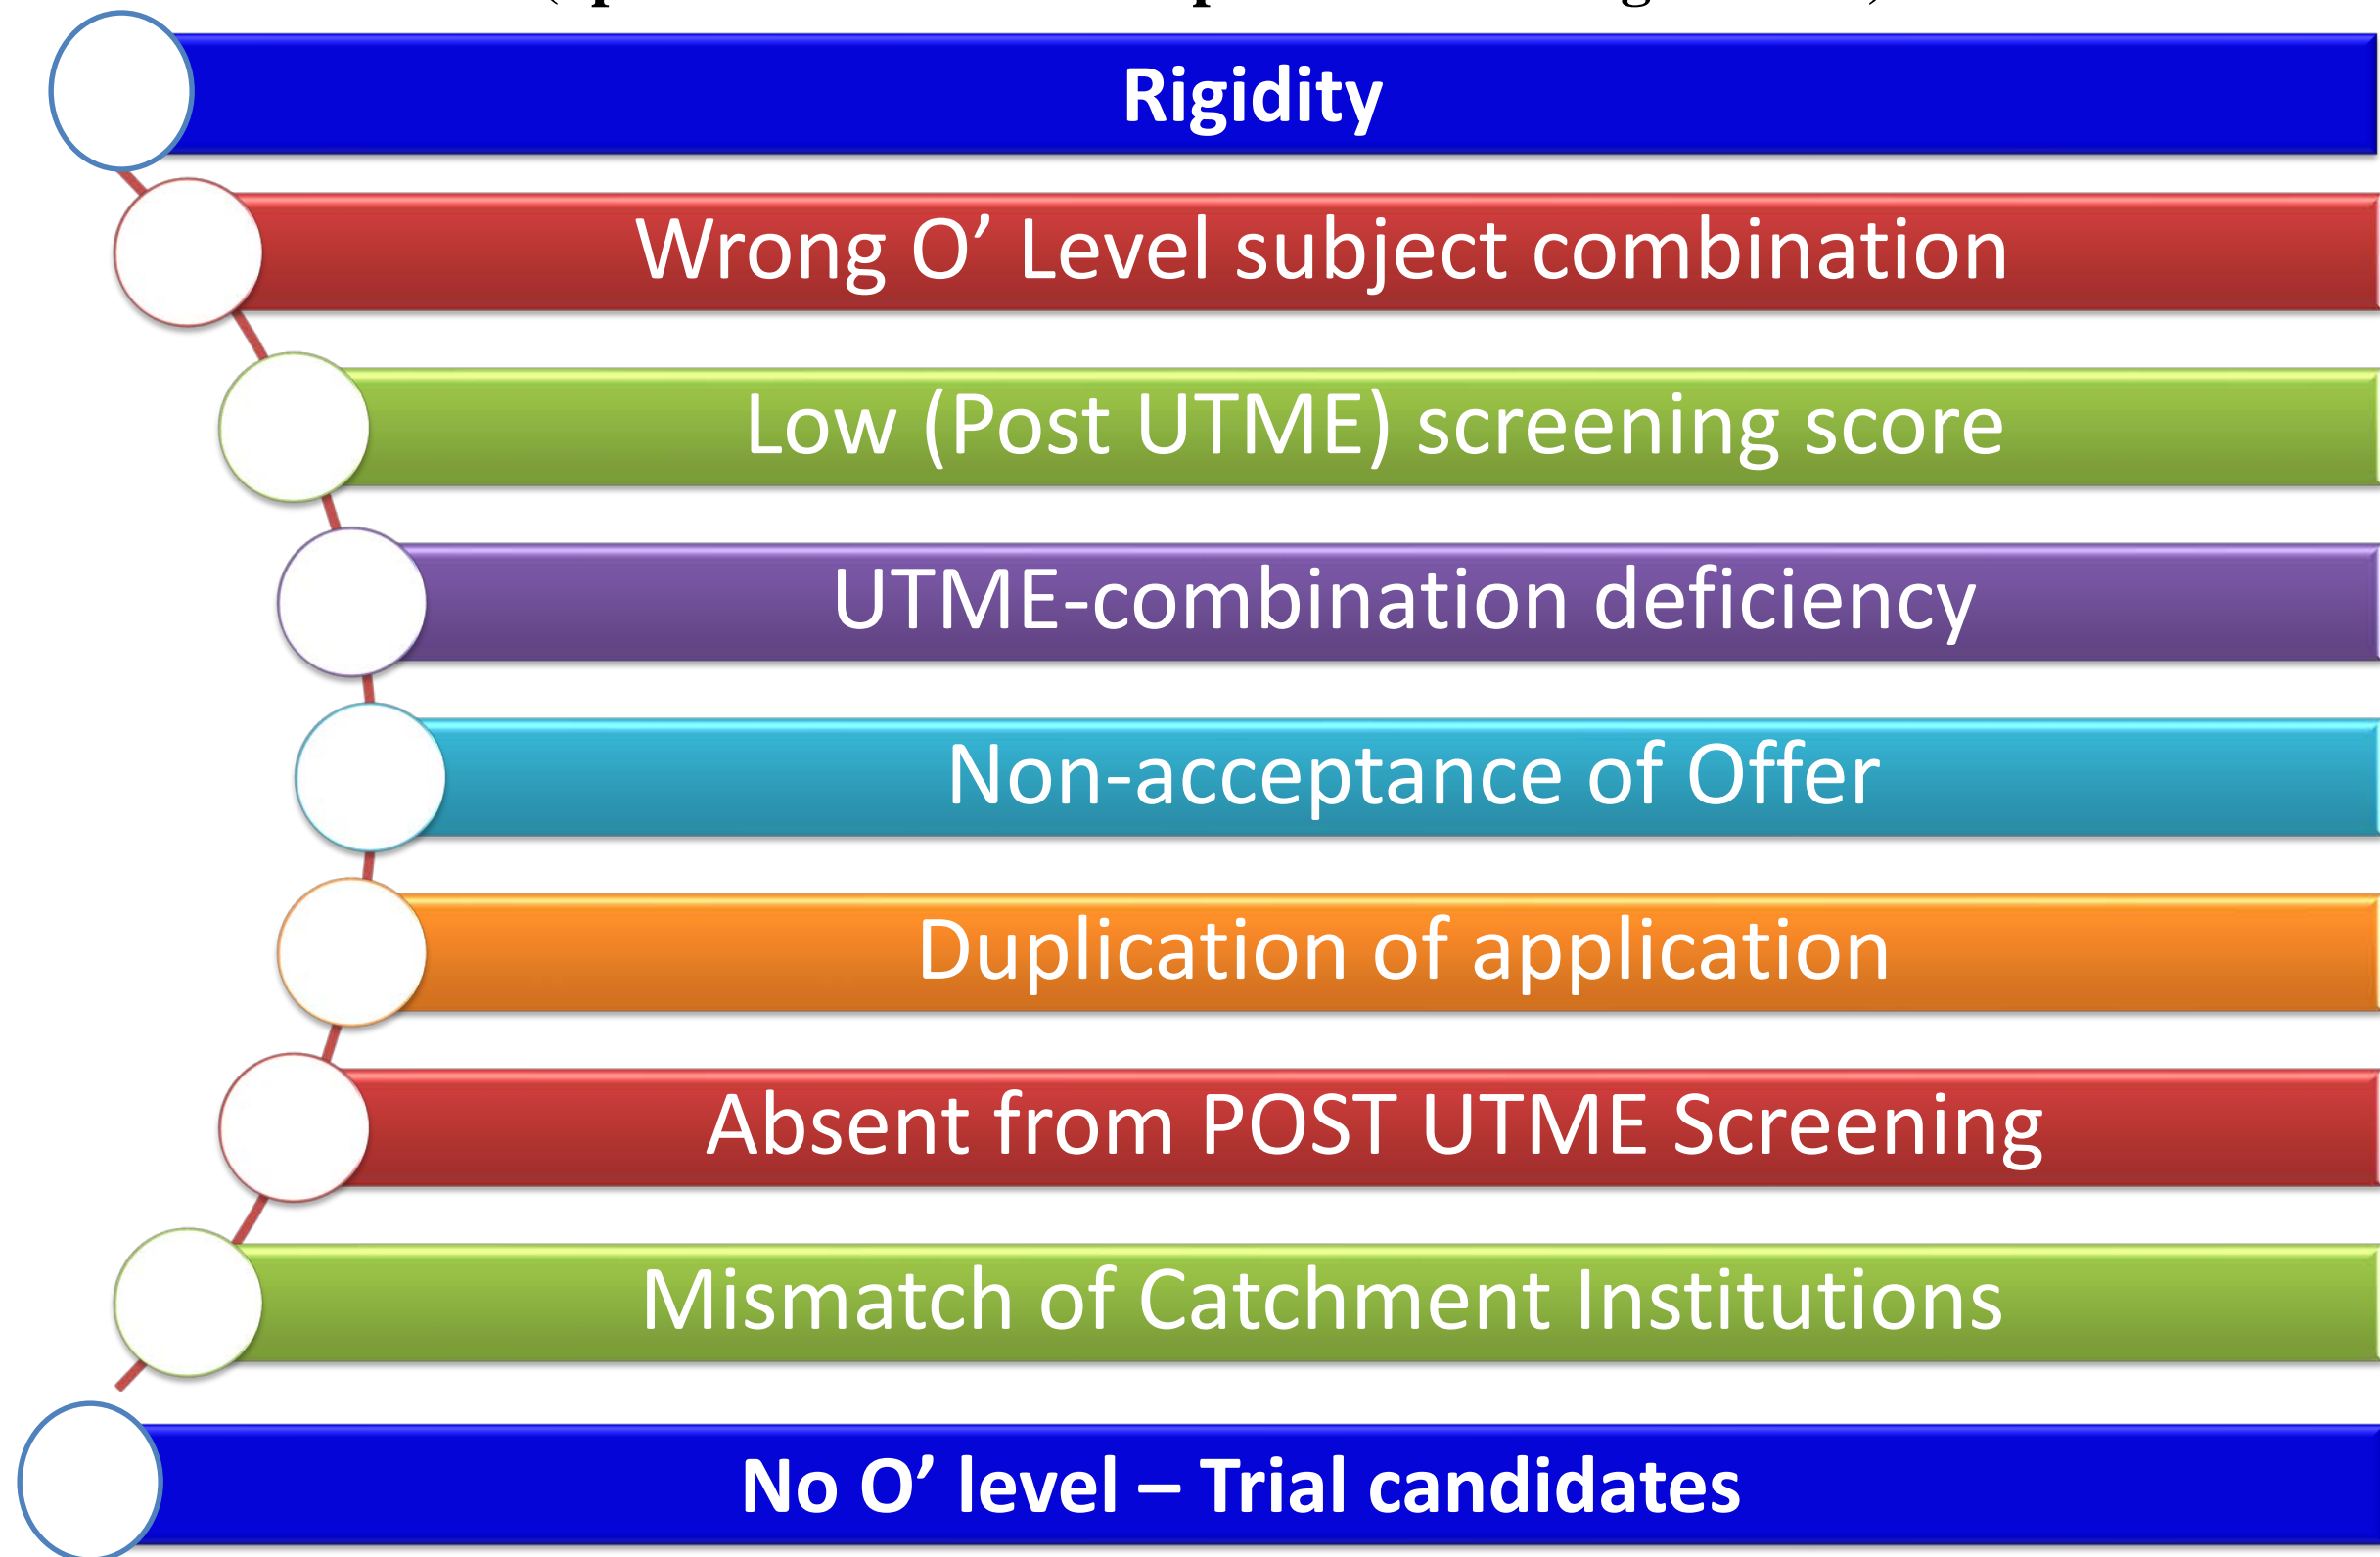 Rigidity
Wrong O’ Level subject combination
Low (Post UTME) screening score
UTME-combination deficiency
Non-acceptance of Offer
Duplication of application
Absent from POST UTME Screening
Mismatch of Catchment Institutions
No O’ level – Trial candidates